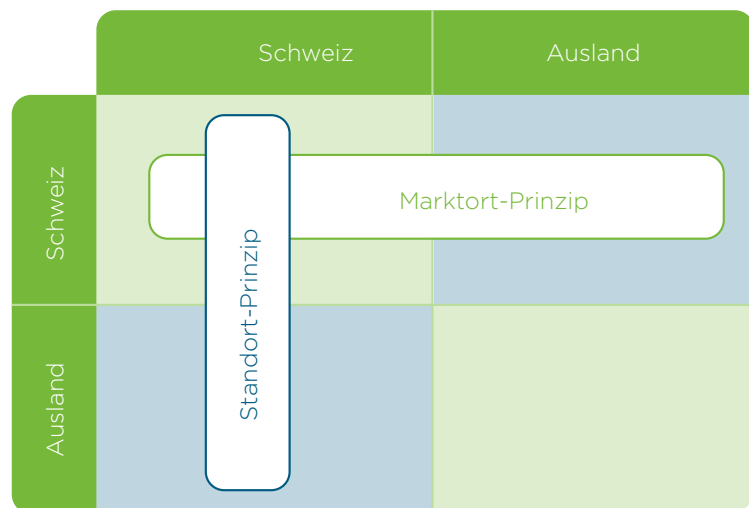 Schweiz
Ausland
Schweiz
Marktort-Prinzip
Standort-Prinzip
Ausland